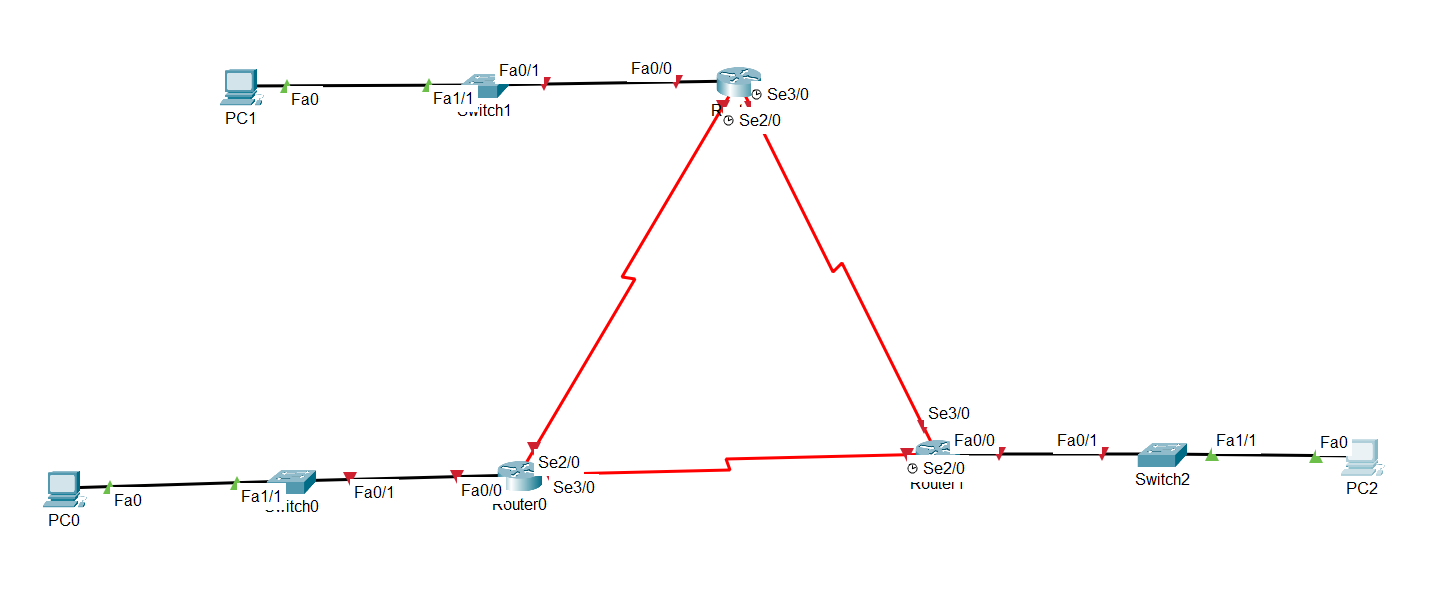 Fa0/1
Fa0/0
Se3/0
Fa0
Fa1/1
PC1
Se2/0
Se3/0
Fa0/0
Fa0/1
Fa1/1
Fa0
Se2/0
Se2/0
Switch2
PC2
Fa0
Fa1/1
Fa0/1
Fa0/0
Se3/0
Router0
PC0